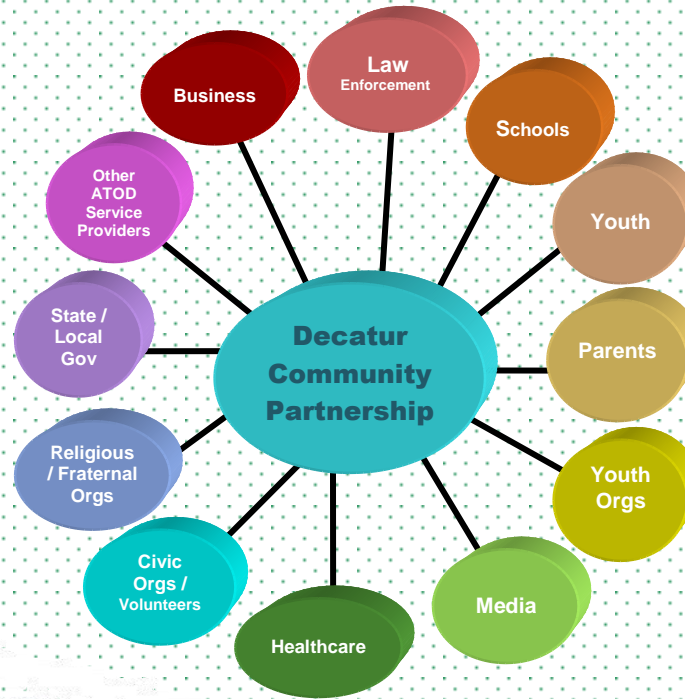 Decatur
Community
Partnership
Law
Enforcement
Schools
Youth
Parents
Youth
Orgs
Media
Healthcare
Civic
Orgs /
Volunteers
Religious
/ Fraternal
Orgs
State /
Local
Gov
Other
ATOD
Service
Providers
Business